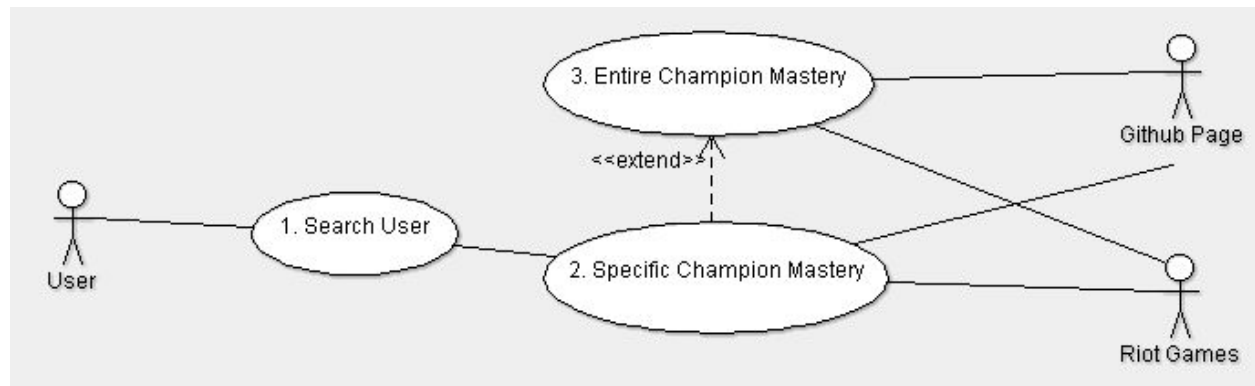 3. Entire Champion Mastery
Github Page
<<extend>>
1. Search User
2. Specific Champion Mastery
User
Riot Games